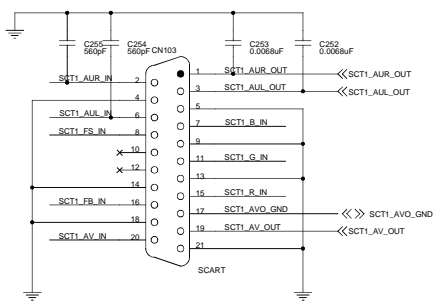 C255 C254 C253 C252
560pF 560pF CN103 0.0068uF 0.0068uF
SCT1_AUR_IN 2 1 SCT1_AUR_OUT SCT1_AUR_OUT
4 3 SCT1_AUL_OUT SCT1_AUL_OUT
SCT1_AUL_IN 6 5
SCT1_FS_IN 8 7 SCT1_B_IN
10 9
12 11 SCT1_G_IN
14 13
SCT1_FB_IN 16 15 SCT1_R_IN
18 17 SCT1_AVO_GND SCT1_AVO_GND
SCT1_AV_IN 20 19 SCT1_AV_OUT SCT1_AV_OUT
21
SCART